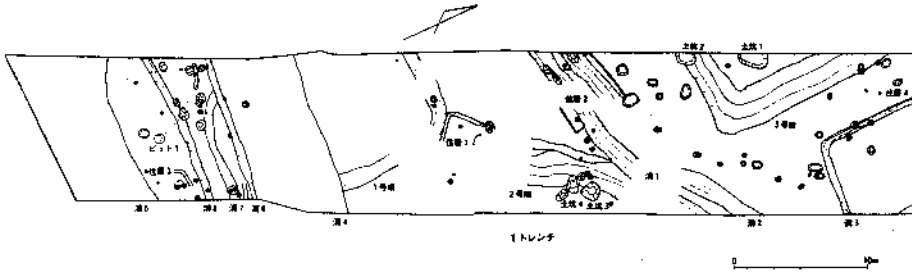 土坑2
土坑1
住居2
住居4
ピット1
住居3
住居1
3号墳
1号墳
2号墳
溝1
土坑4
土坑3
溝5
溝8
溝7
溝6
溝4
溝2
溝3
1トレンチ
0
10m